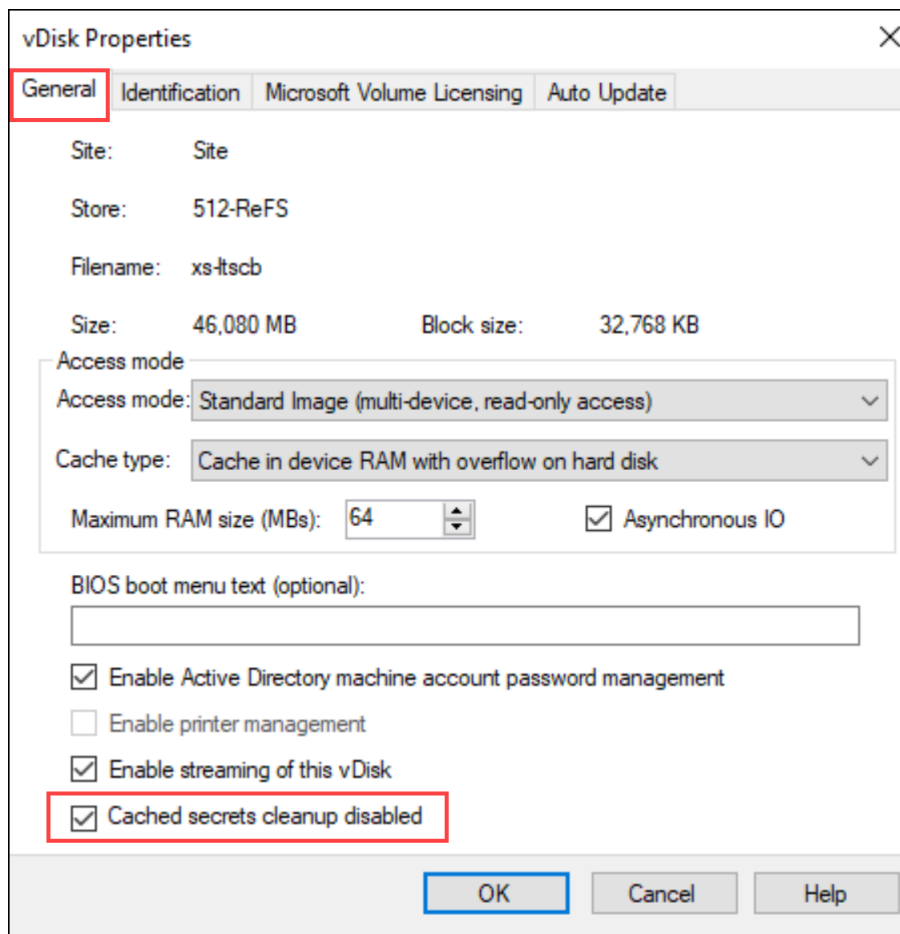 vDisk Properties
General Identification Microsoft Volume Licensing Auto Update
Site: Site
Store: 512-ReFS
Filename: xs-ltscb
Size: 46,080 MB Block size: 32,768 KB
Access mode
Access mode: Standard Image (multi-device, read-only access)
Cache type: Cache in device RAM with overflow on hard disk
Maximum RAM size (MBs): 64 Asynchronous IO
BIOS boot menu text (optional):
Enable Active Directory machine account password management
Enable printer management
Enable streaming of this vDisk
Cached secrets cleanup disabled
OK Cancel Help